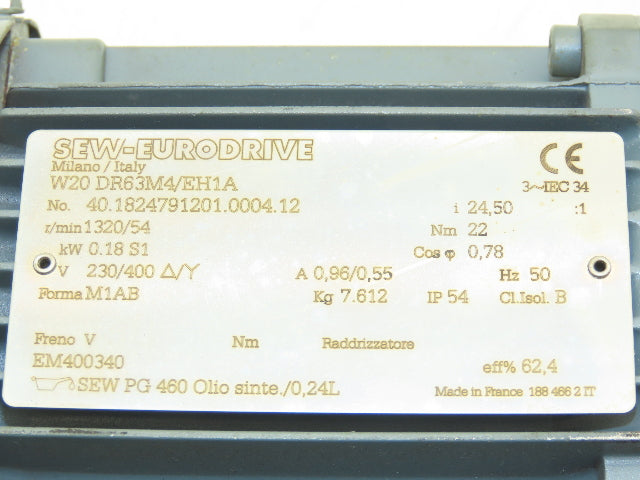 SEW-EURODRIVE
Milano / Italy
W20 DR63M4/EH1A
3~IEC 34
No. 40.1824791201.0004.12 i 24,50 :1
r/min 1320/54 Nm 22
kW 0.18 S1 Cos φ 0,78
V 230/400 Δ/Y A 0,96/0,55 Hz 50
Forma M1AB Kg 7.612 IP 54 Cl.Isol. B
Freno V Nm Raddrizzatore
EM400340 eff% 62,4
SEW PG 460 Olio sinte./0,24L Made in France 188 466 2 IT
CE